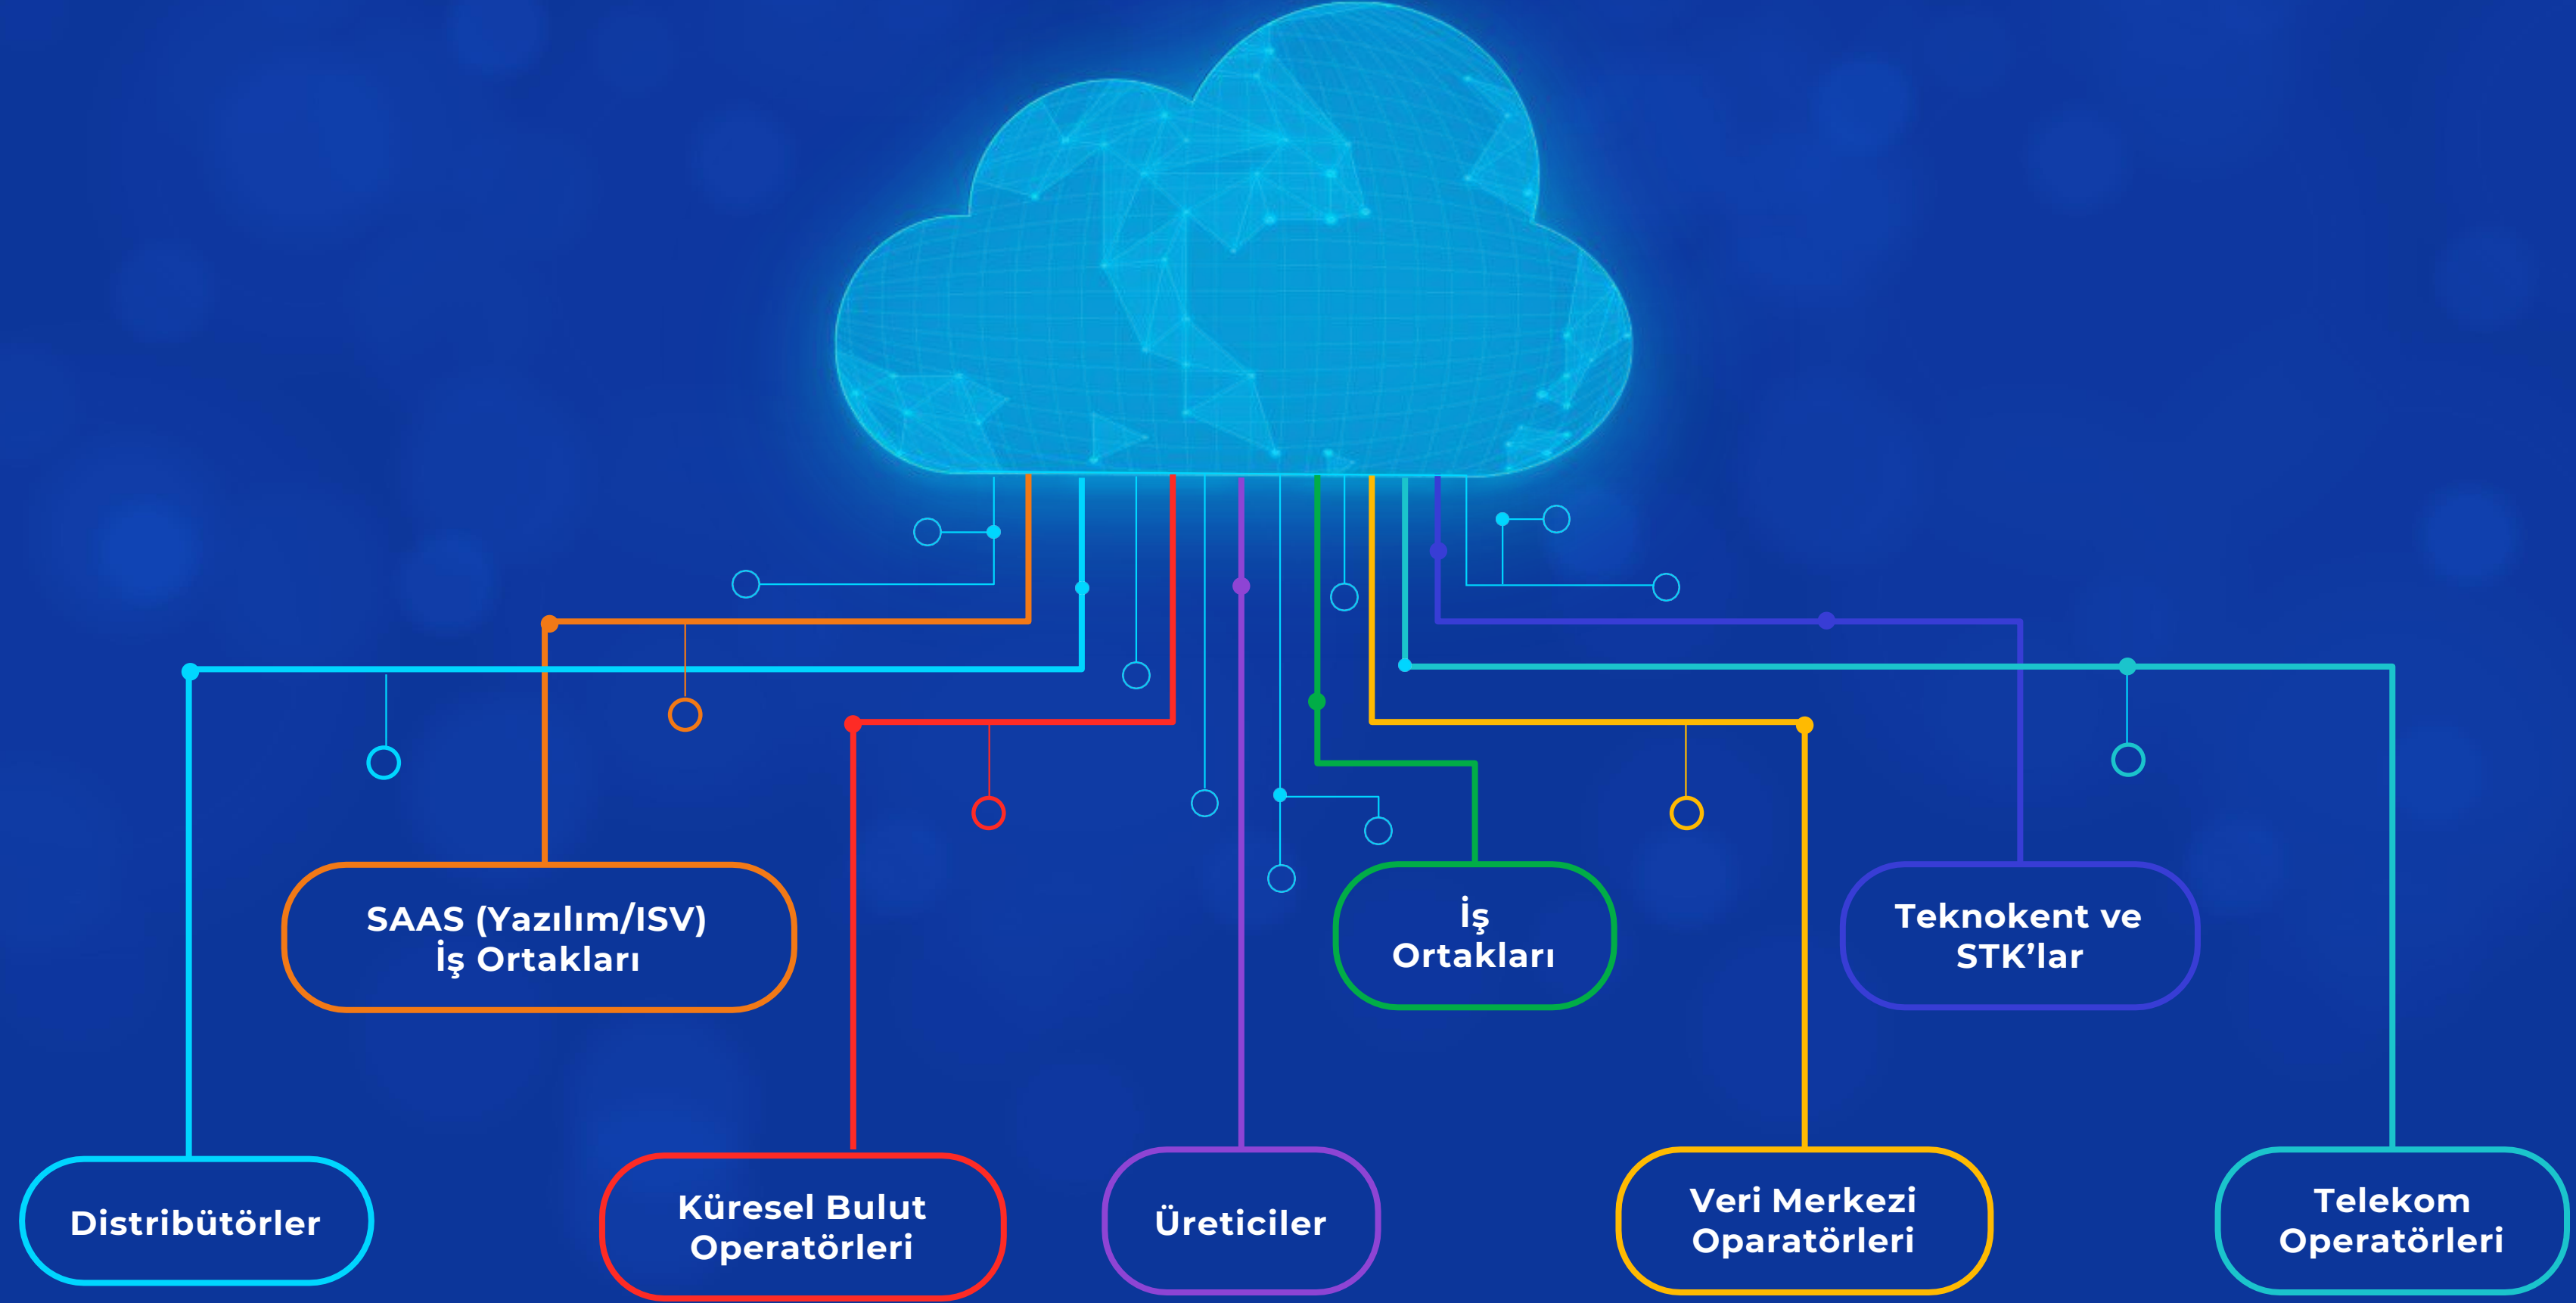 SAAS (Yazılım/ISV)
İş Ortakları
İş
Ortakları
Teknokent ve
STK’lar
Distribütörler
Küresel Bulut
Operatörleri
Üreticiler
Veri Merkezi
Oparatörleri
Telekom
Operatörleri